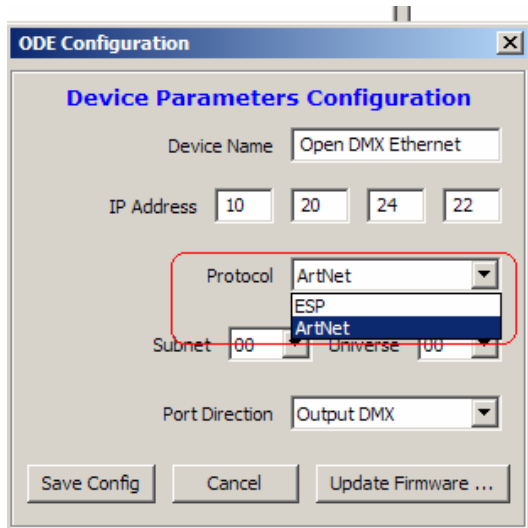 ODE Configuration
Device Parameters Configuration
Device Name Open DMX Ethernet
IP Address 10 20 24 22
Protocol ArtNet
ESP
ArtNet
Subnet 00 Universe 00
Port Direction Output DMX
Save Config Cancel Update Firmware ...